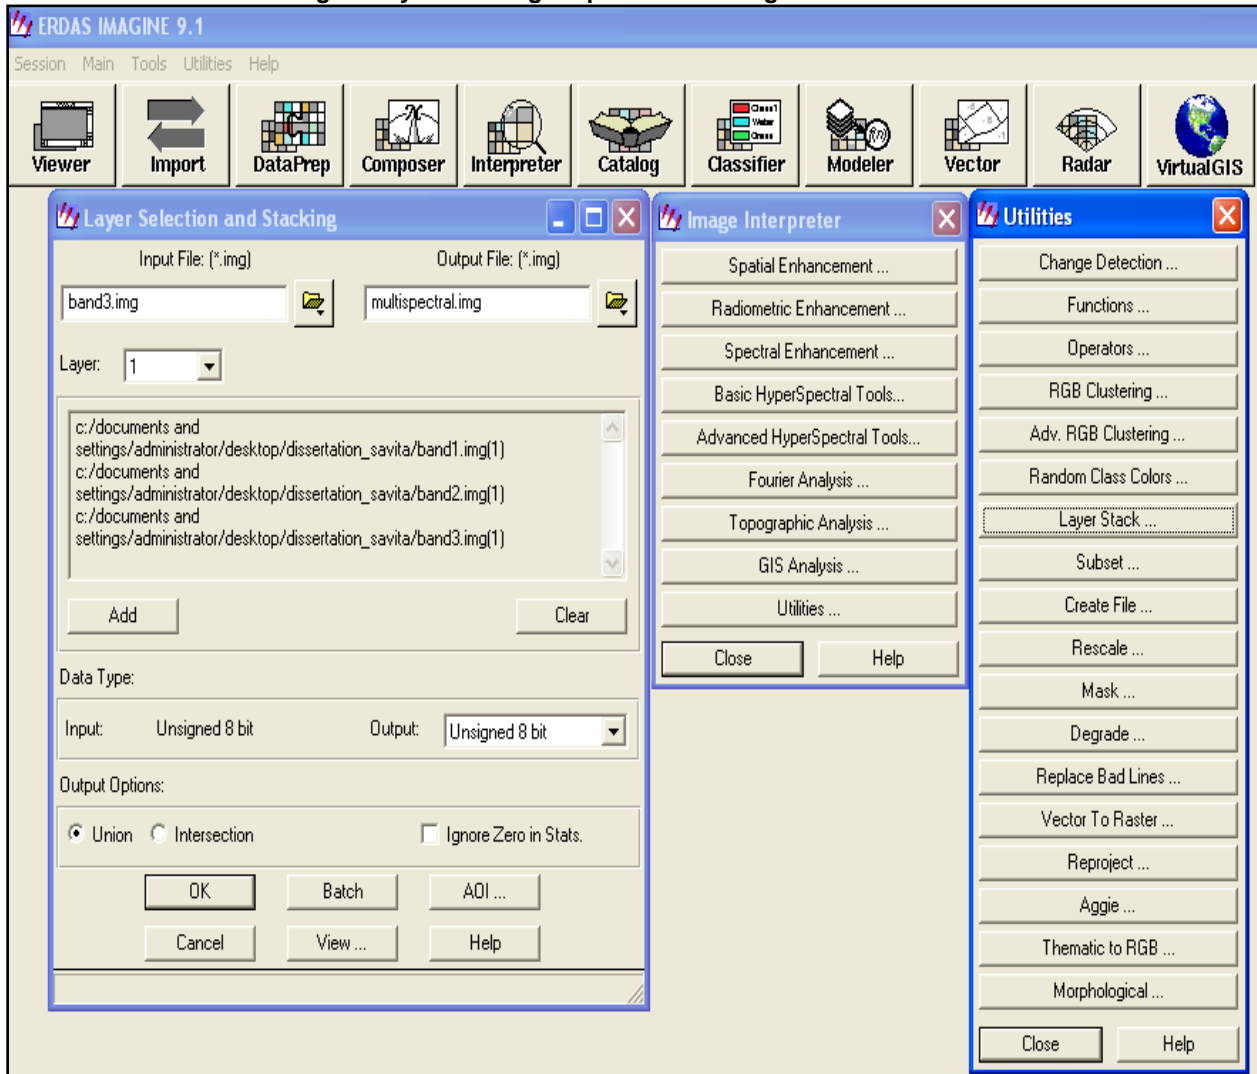 ERDAS IMAGINE 9.1
Session Main Tools Utilities Help
Viewer Import DataPrep Composer Interpreter Catalog Classifier Modeler Vector Radar VirtualGIS
Class1
Water
Grass
f(x)
Layer Selection and Stacking
Input File: (*.img) Output File: (*.img)
band3.img multispectral.img
Layer: 1
c:/documents and
settings/administrator/desktop/dissertation_savita/band1.img(1)
c:/documents and
settings/administrator/desktop/dissertation_savita/band2.img(1)
c:/documents and
settings/administrator/desktop/dissertation_savita/band3.img(1)
Add Clear
Data Type:
Input: Unsigned 8 bit Output: Unsigned 8 bit
Output Options:
Union Intersection Ignore Zero in Stats.
OK Batch AOI ...
Cancel View ... Help
Image Interpreter
Spatial Enhancement ...
Radiometric Enhancement ...
Spectral Enhancement ...
Basic HyperSpectral Tools...
Advanced HyperSpectral Tools...
Fourier Analysis ...
Topographic Analysis ...
GIS Analysis ...
Utilities ...
Close Help
Utilities
Change Detection ...
Functions ...
Operators ...
RGB Clustering ...
Adv. RGB Clustering ...
Random Class Colors ...
Layer Stack ...
Subset ...
Create File ...
Rescale ...
Mask ...
Degrade ...
Replace Bad Lines ...
Vector To Raster ...
Reproject ...
Aggie ...
Thematic to RGB ...
Morphological ...
Close Help